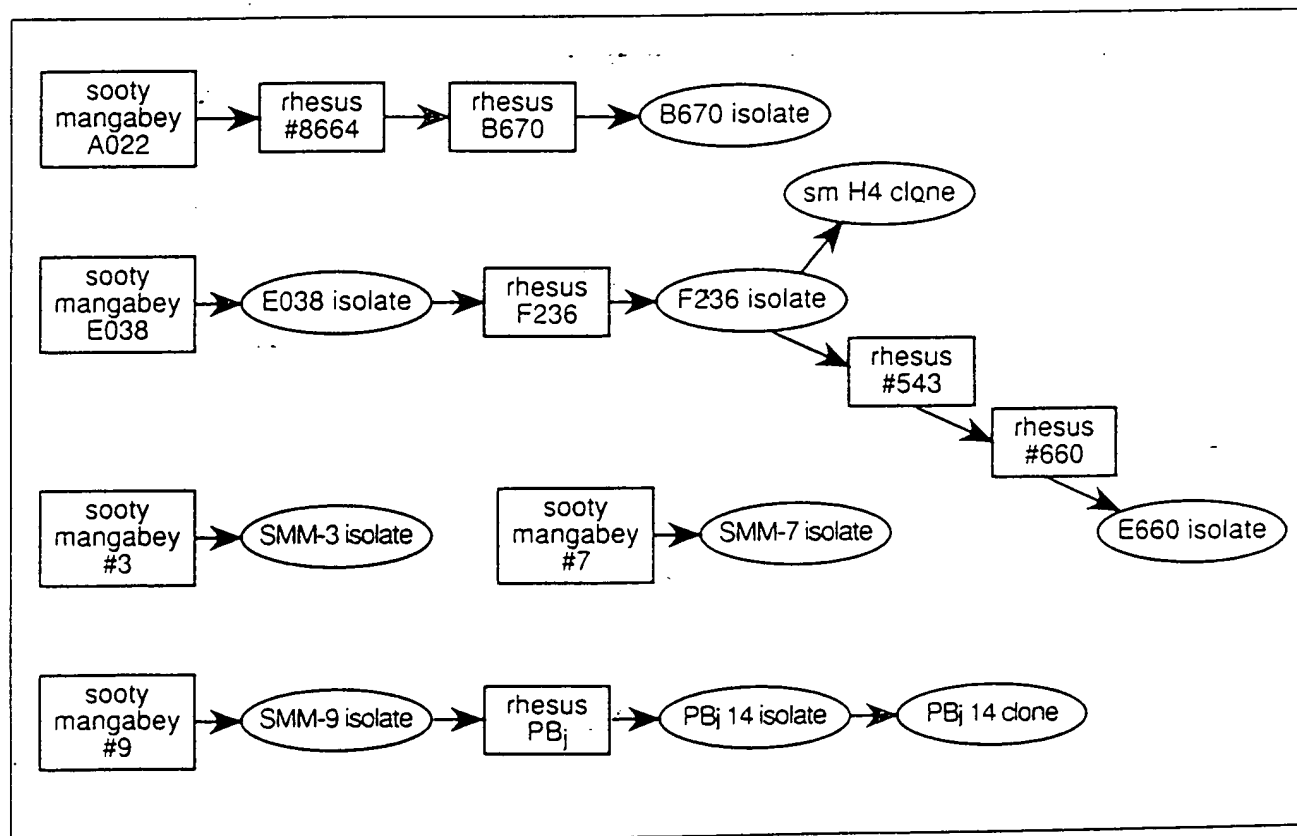 sooty
mangabey
A022
rhesus
#8664
rhesus
B670
B670 isolate
sm H4 clone
sooty
mangabey
E038
E038 isolate
rhesus
F236
F236 isolate
rhesus
#543
rhesus
#660
E660 isolate
sooty
mangabey
#3
SMM-3 isolate
sooty
mangabey
#7
SMM-7 isolate
sooty
mangabey
#9
SMM-9 isolate
rhesus
PBj
PBj 14 isolate
PBj 14 clone